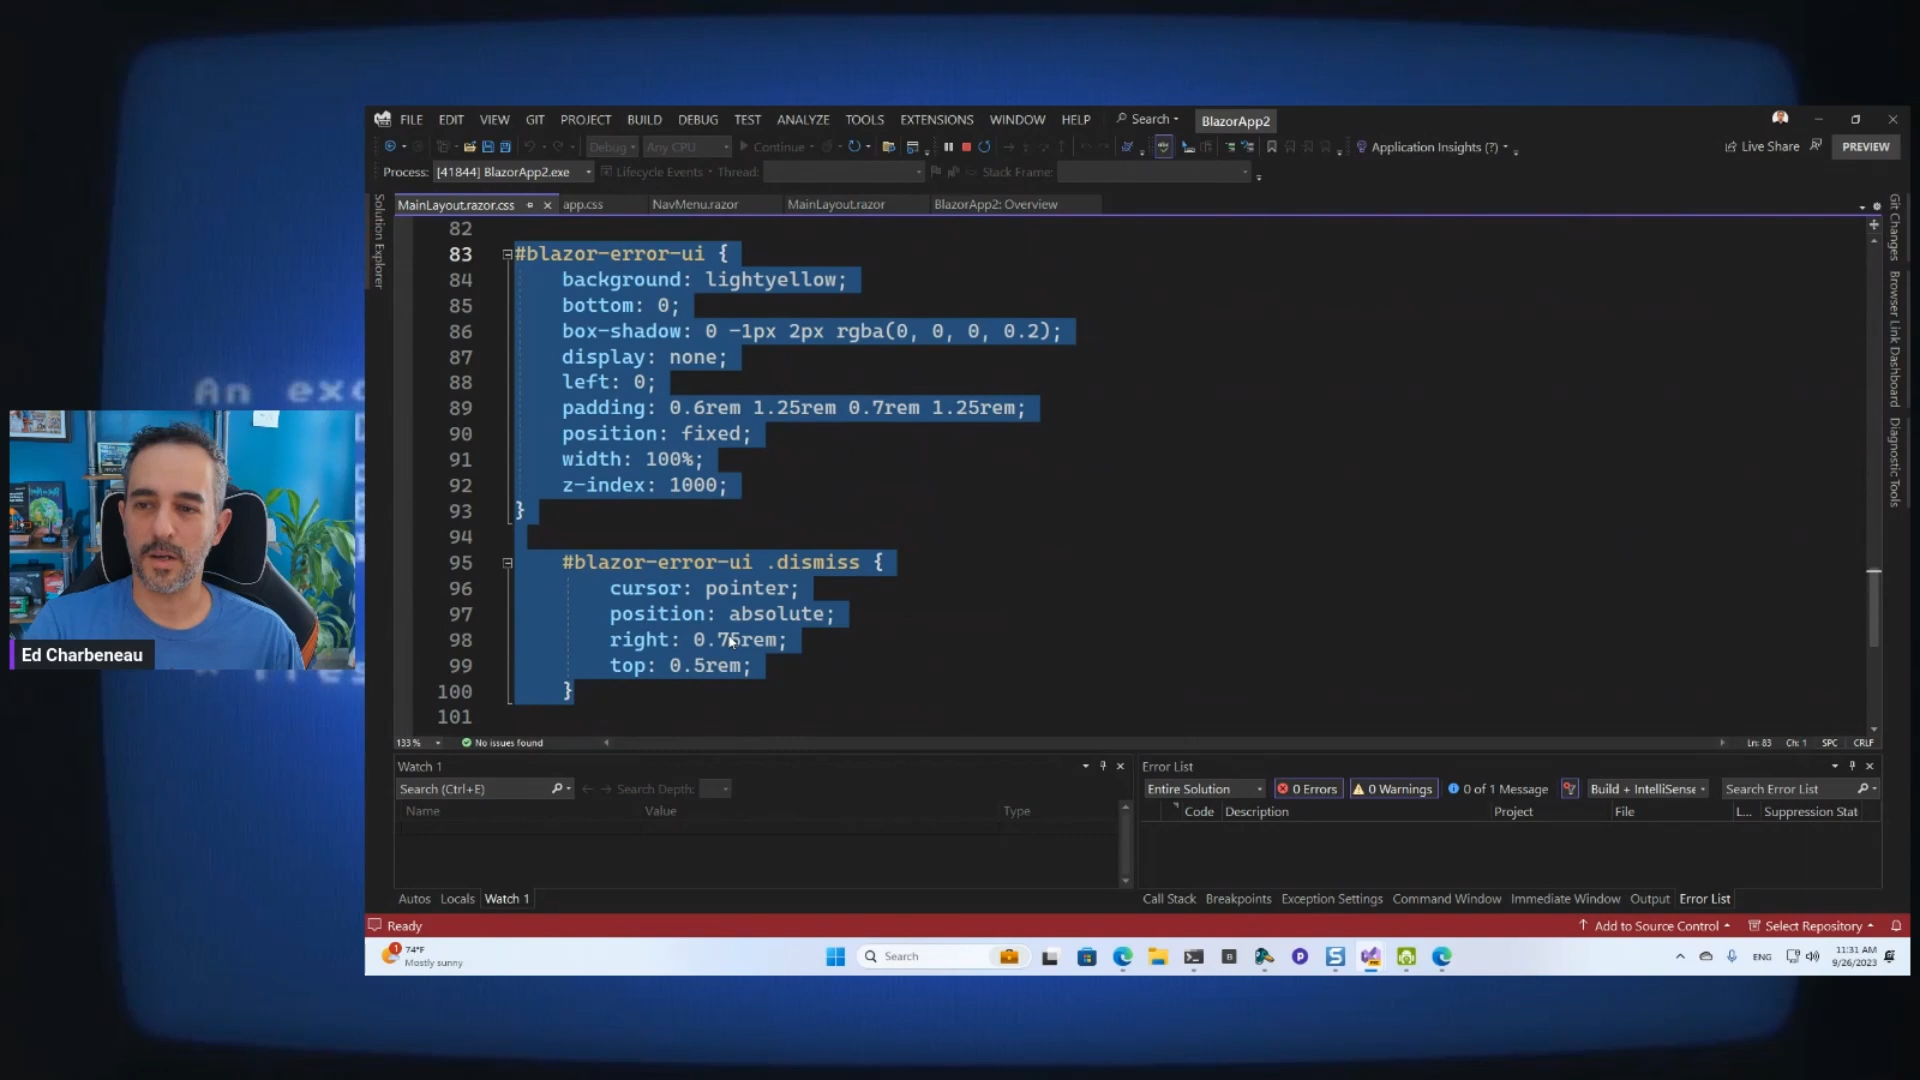 FILE EDIT VIEW GIT PROJECT BUILD DEBUG TEST ANALYZE TOOLS EXTENSIONS WINDOW HELP Search BlazorApp2
Debug Any CPU Continue Application Insights (?) Live Share PREVIEW
Process: [41844] BlazorApp2.exe Lifecycle Events Thread: Stack Frame:
MainLayout.razor.css app.css NavMenu.razor MainLayout.razor BlazorApp2: Overview
Solution Explorer
Git Changes
Browser Link Dashboard
Diagnostic Tools
82
83 #blazor-error-ui {
84 background: lightyellow;
85 bottom: 0;
86 box-shadow: 0 -1px 2px rgba(0, 0, 0, 0.2);
87 display: none;
88 left: 0;
89 padding: 0.6rem 1.25rem 0.7rem 1.25rem;
90 position: fixed;
91 width: 100%;
92 z-index: 1000;
93 }
94
95 #blazor-error-ui .dismiss {
96 cursor: pointer;
97 position: absolute;
98 right: 0.75rem;
99 top: 0.5rem;
100 }
101
An exc
Ed Charbeneau
133 % No issues found Ln: 83 Ch: 1 SPC CRLF
Watch 1
Search (Ctrl+E) Search Depth:
Name Value Type
Autos Locals Watch 1
Error List
Entire Solution 0 Errors 0 Warnings 0 of 1 Message Build + IntelliSense Search Error List
Code Description Project File L... Suppression Stat
Call Stack Breakpoints Exception Settings Command Window Immediate Window Output Error List
Ready Add to Source Control Select Repository
1 74°F
Mostly sunny
Search
ENG
11:31 AM
9/26/2023